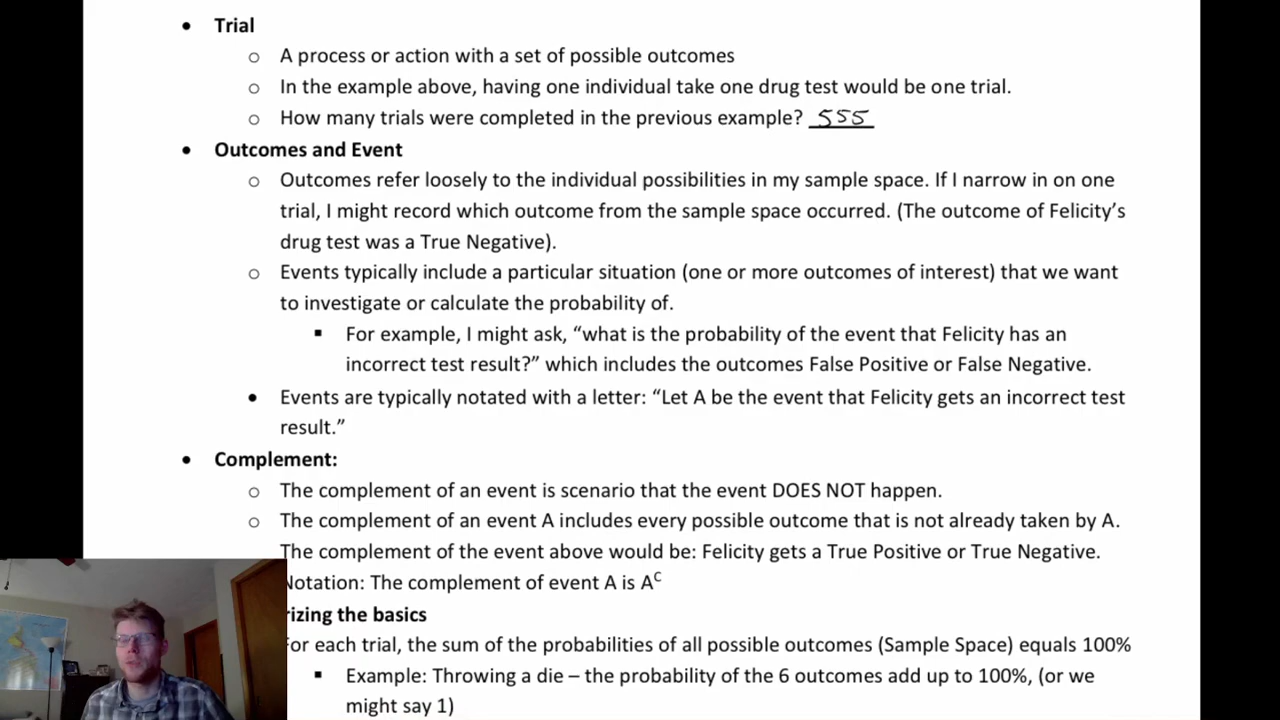 • Trial
o A process or action with a set of possible outcomes
o In the example above, having one individual take one drug test would be one trial.
o How many trials were completed in the previous example? 555
• Outcomes and Event
o Outcomes refer loosely to the individual possibilities in my sample space. If I narrow in on one
trial, I might record which outcome from the sample space occurred. (The outcome of Felicity’s
drug test was a True Negative).
o Events typically include a particular situation (one or more outcomes of interest) that we want
to investigate or calculate the probability of.
▪ For example, I might ask, “what is the probability of the event that Felicity has an
incorrect test result?” which includes the outcomes False Positive or False Negative.
• Events are typically notated with a letter: “Let A be the event that Felicity gets an incorrect test
result.”
• Complement:
o The complement of an event is scenario that the event DOES NOT happen.
o The complement of an event A includes every possible outcome that is not already taken by A.
The complement of the event above would be: Felicity gets a True Positive or True Negative.
Notation: The complement of event A is Aᶜ
rizing the basics
For each trial, the sum of the probabilities of all possible outcomes (Sample Space) equals 100%
▪ Example: Throwing a die – the probability of the 6 outcomes add up to 100%, (or we
might say 1)